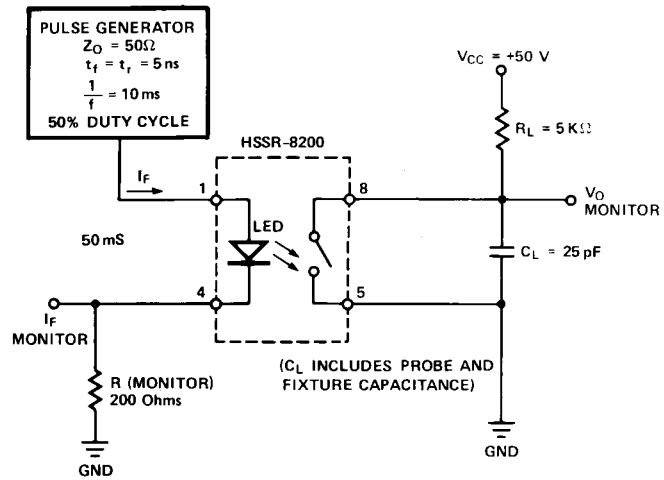 PULSE GENERATOR
Z_O = 50Ω
t_f = t_r = 5 ns
1/f = 10 ms
50% DUTY CYCLE
V_CC = +50 V
R_L = 5 KΩ
HSSR-8200
I_F
1
8
V_O
MONITOR
50 mS
LED
C_L = 25 pF
4
5
I_F
MONITOR
(C_L INCLUDES PROBE AND
FIXTURE CAPACITANCE)
R (MONITOR)
200 Ohms
GND
GND